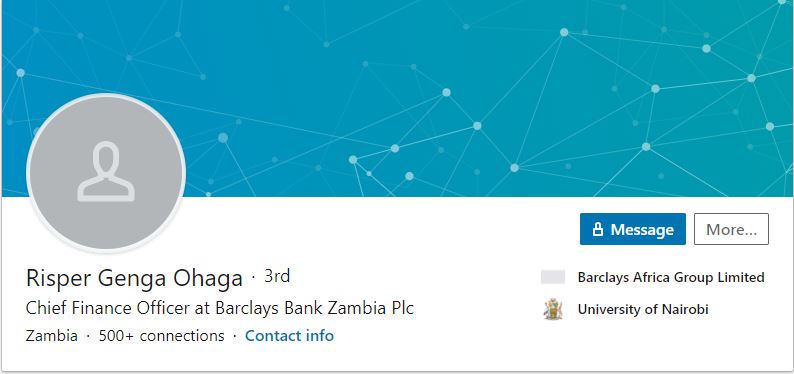 Message
More...
Risper Genga Ohaga · 3rd
Chief Finance Officer at Barclays Bank Zambia Plc
Zambia · 500+ connections · Contact info
Barclays Africa Group Limited
University of Nairobi